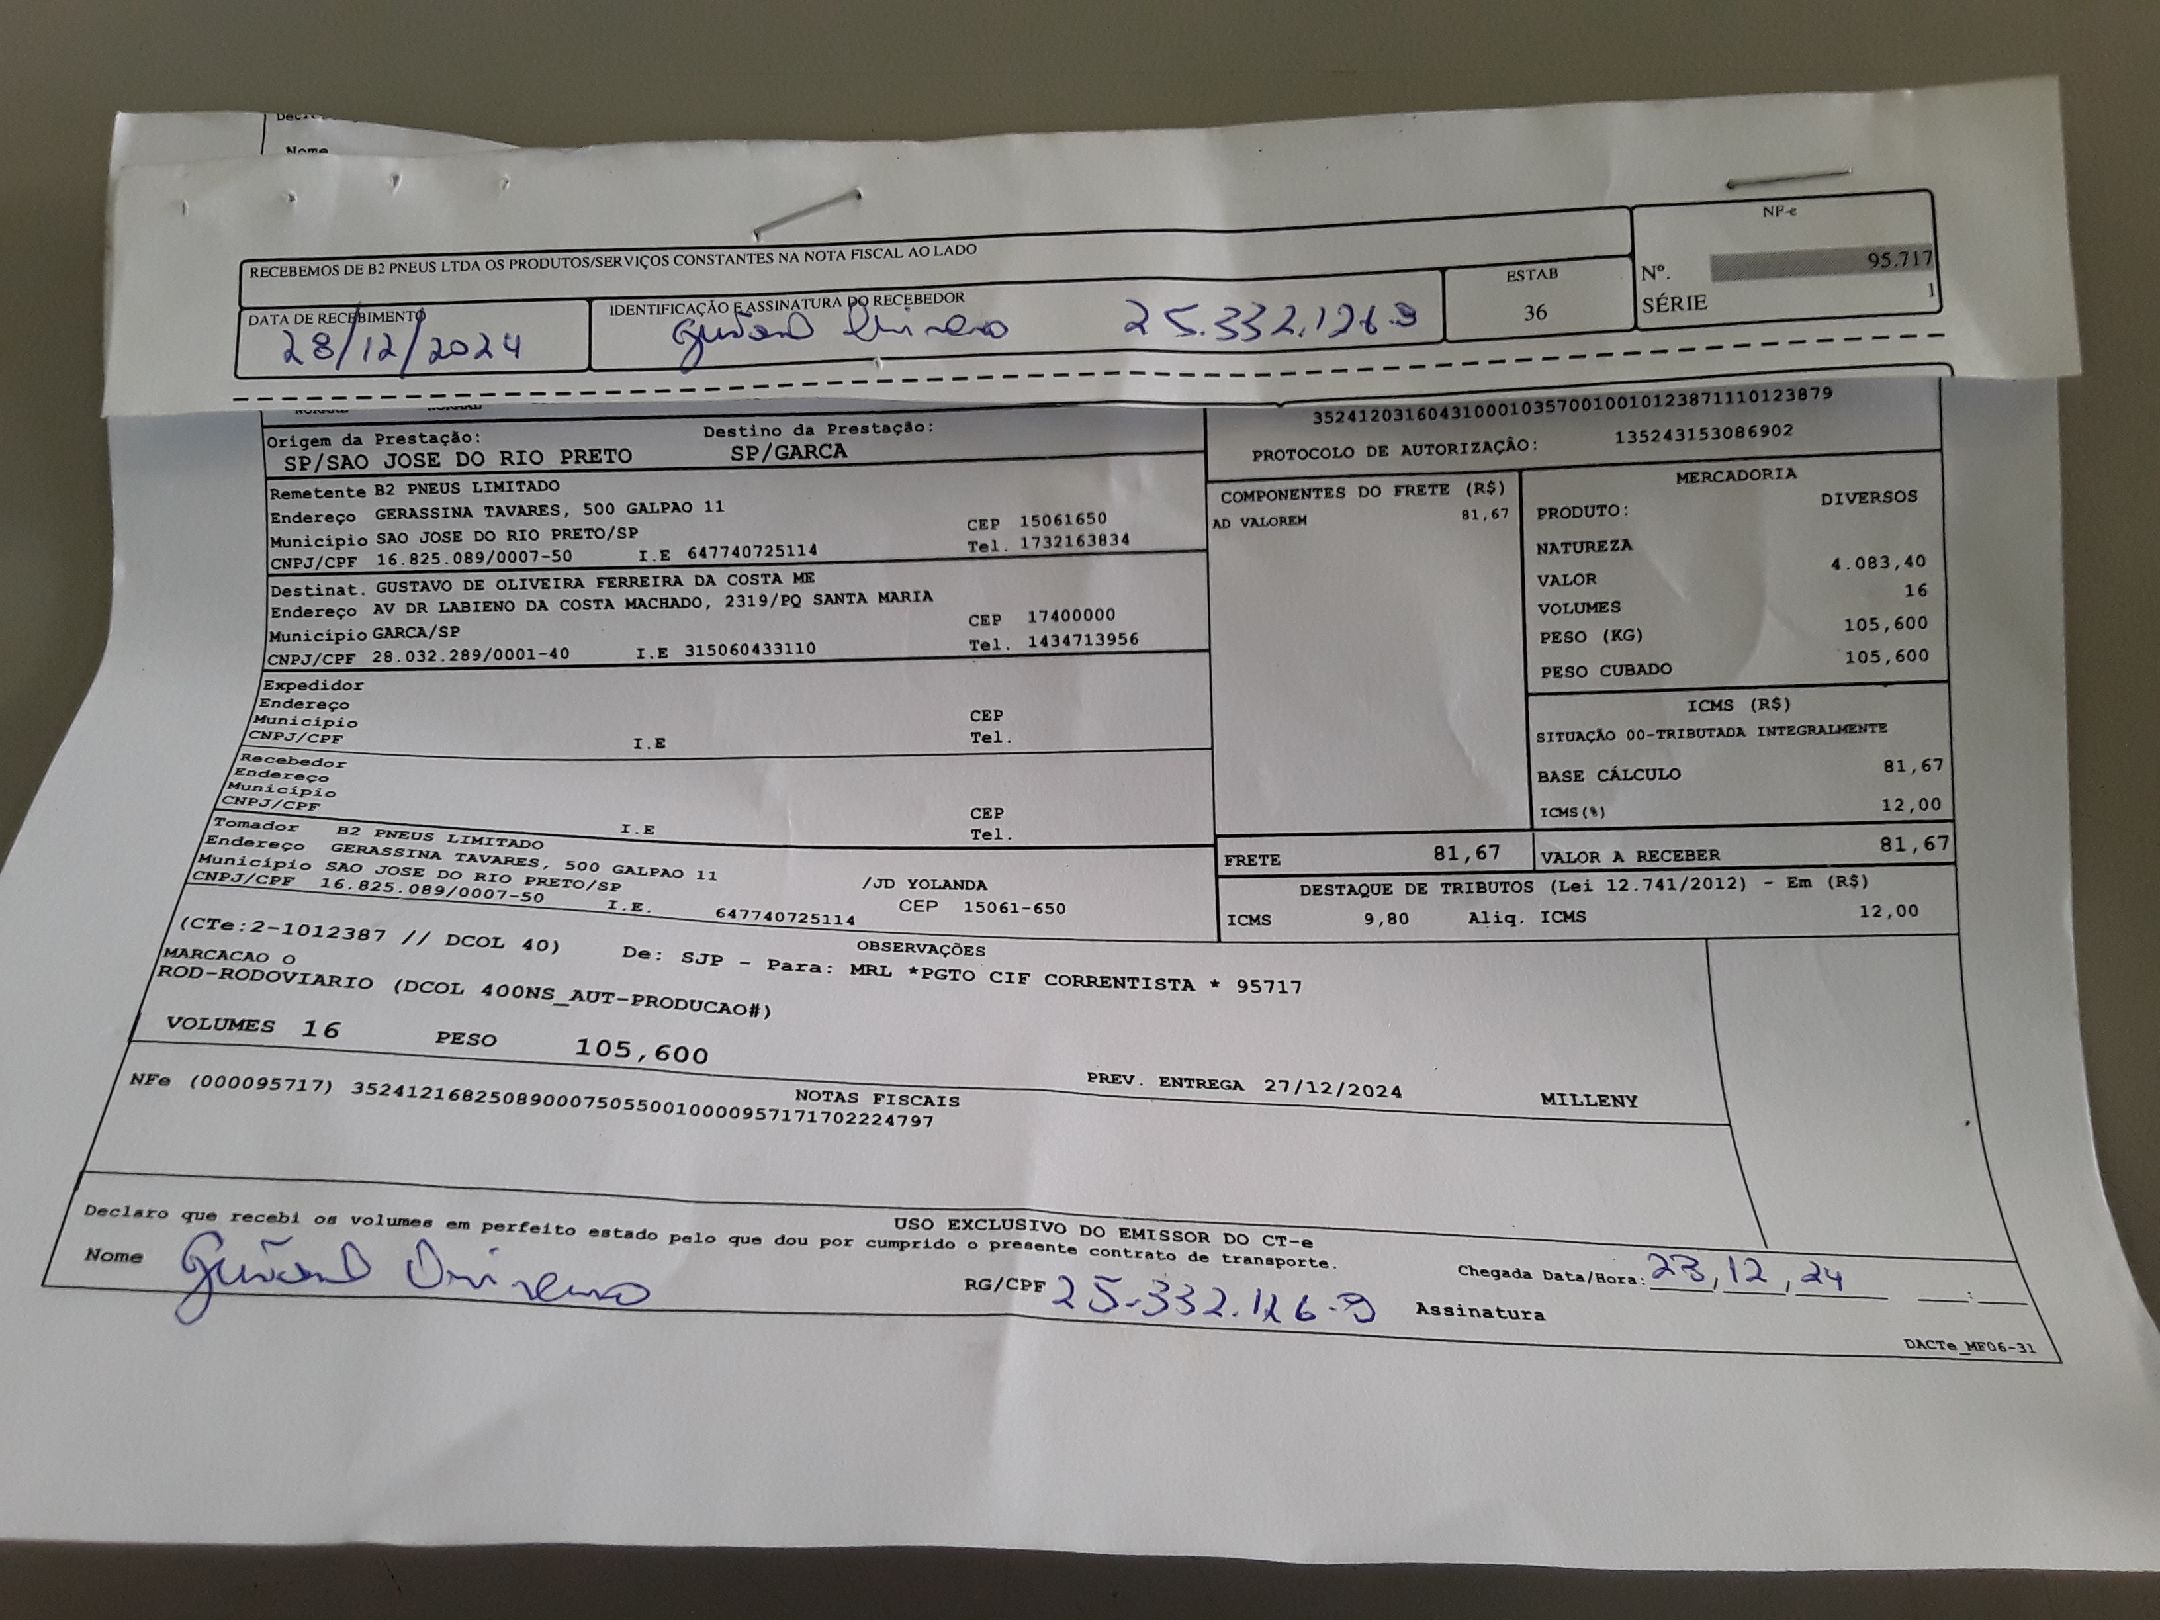 Nome
RECEBEMOS DE B2 PNEUS LTDA OS PRODUTOS/SERVIÇOS CONSTANTES NA NOTA FISCAL AO LADO
NF-e
Nº. 95.717
SÉRIE 1
DATA DE RECEBIMENTO
28/12/2024
IDENTIFICAÇÃO E ASSINATURA DO RECEBEDOR
25.332.126-9
ESTAB
36
Origem da Prestação: Destino da Prestação:
SP/SAO JOSE DO RIO PRETO SP/GARCA
35241203160431000103570010010123871110123879
PROTOCOLO DE AUTORIZAÇÃO: 135243153086902
Remetente B2 PNEUS LIMITADO
Endereço GERASSINA TAVARES, 500 GALPAO 11
CEP 15061650
Município SAO JOSE DO RIO PRETO/SP
Tel. 1732163834
CNPJ/CPF 16.825.089/0007-50 I.E 647740725114
Destinat. GUSTAVO DE OLIVEIRA FERREIRA DA COSTA ME
Endereço AV DR LABIENO DA COSTA MACHADO, 2319/PQ SANTA MARIA
CEP 17400000
Município GARCA/SP
Tel. 1434713956
CNPJ/CPF 28.032.289/0001-40 I.E 315060433110
Expedidor
Endereço
Município CEP
CNPJ/CPF I.E Tel.
Recebedor
Endereço
Município CEP
CNPJ/CPF I.E Tel.
Tomador B2 PNEUS LIMITADO
Endereço GERASSINA TAVARES, 500 GALPAO 11 /JD YOLANDA
Município SAO JOSE DO RIO PRETO/SP CEP 15061-650
CNPJ/CPF 16.825.089/0007-50 I.E. 647740725114
COMPONENTES DO FRETE (R$)
AD VALOREM 81,67
MERCADORIA
PRODUTO: DIVERSOS
NATUREZA
VALOR 4.083,40
VOLUMES 16
PESO (KG) 105,600
PESO CUBADO 105,600
ICMS (R$)
SITUAÇÃO 00-TRIBUTADA INTEGRALMENTE
BASE CÁLCULO 81,67
ICMS(%) 12,00
FRETE 81,67 VALOR A RECEBER 81,67
DESTAQUE DE TRIBUTOS (Lei 12.741/2012) - Em (R$)
ICMS 9,80 Aliq. ICMS 12,00
OBSERVAÇÕES
(CTe:2-1012387 // DCOL 40) De: SJP - Para: MRL *PGTO CIF CORRENTISTA * 95717
MARCACAO O
ROD-RODOVIARIO (DCOL 400NS_AUT-PRODUCAO#)
VOLUMES 16 PESO 105,600
PREV. ENTREGA 27/12/2024 MILLENY
NOTAS FISCAIS
NFe (000095717) 35241216825089000750550010000957171702224797
USO EXCLUSIVO DO EMISSOR DO CT-e
Declaro que recebi os volumes em perfeito estado pelo que dou por cumprido o presente contrato de transporte.
Nome
RG/CPF 25.332.126-9
Chegada Data/Hora: 28,12,24 __:__
Assinatura
DACTe_MF06-31